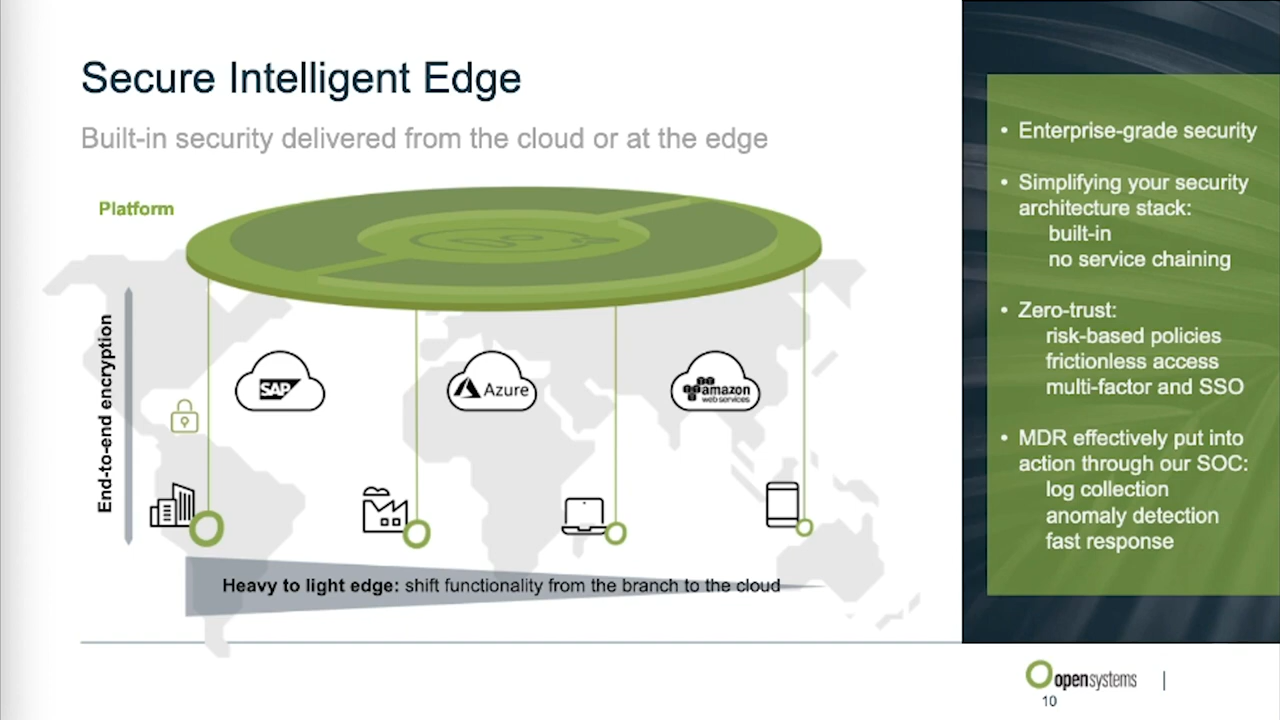 Secure Intelligent Edge
Built-in security delivered from the cloud or at the edge
Platform
End-to-end encryption
SAP
Azure
amazon
web services
Heavy to light edge: shift functionality from the branch to the cloud
• Enterprise-grade security
• Simplifying your security
architecture stack:
built-in
no service chaining
• Zero-trust:
risk-based policies
frictionless access
multi-factor and SSO
• MDR effectively put into
action through our SOC:
log collection
anomaly detection
fast response
open systems
10